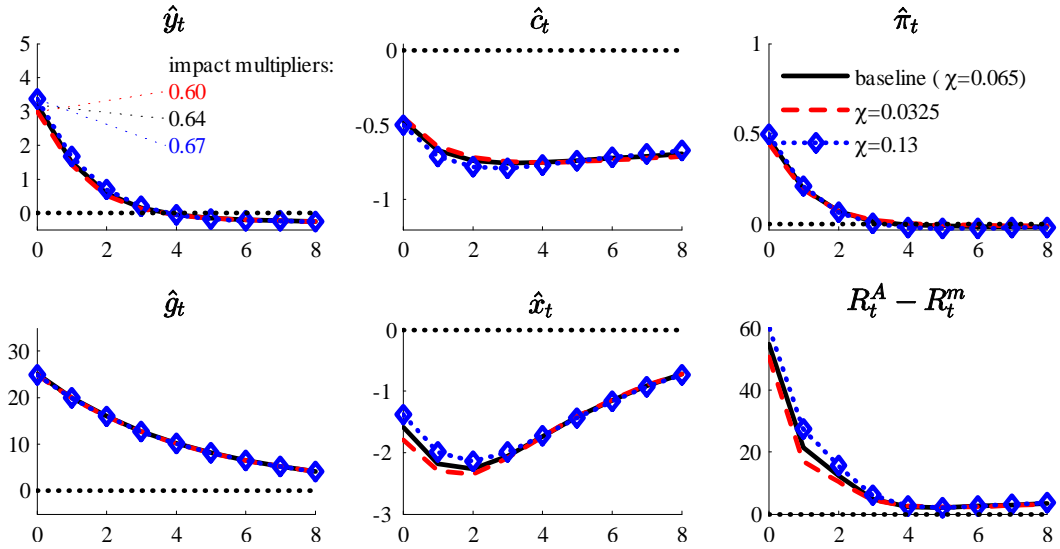 ŷₜ
5
4
3
2
1
0
0 2 4 6 8
impact multipliers:
0.60
0.64
0.67
ĉₜ
0
-0.5
-1
0 2 4 6 8
π̂ₜ
1
0.5
0
0 2 4 6 8
baseline ( χ=0.065)
χ=0.0325
χ=0.13
ĝₜ
30
20
10
0
0 2 4 6 8
x̂ₜ
0
-1
-2
-3
0 2 4 6 8
Rₜᴬ − Rₜᵐ
60
40
20
0
0 2 4 6 8